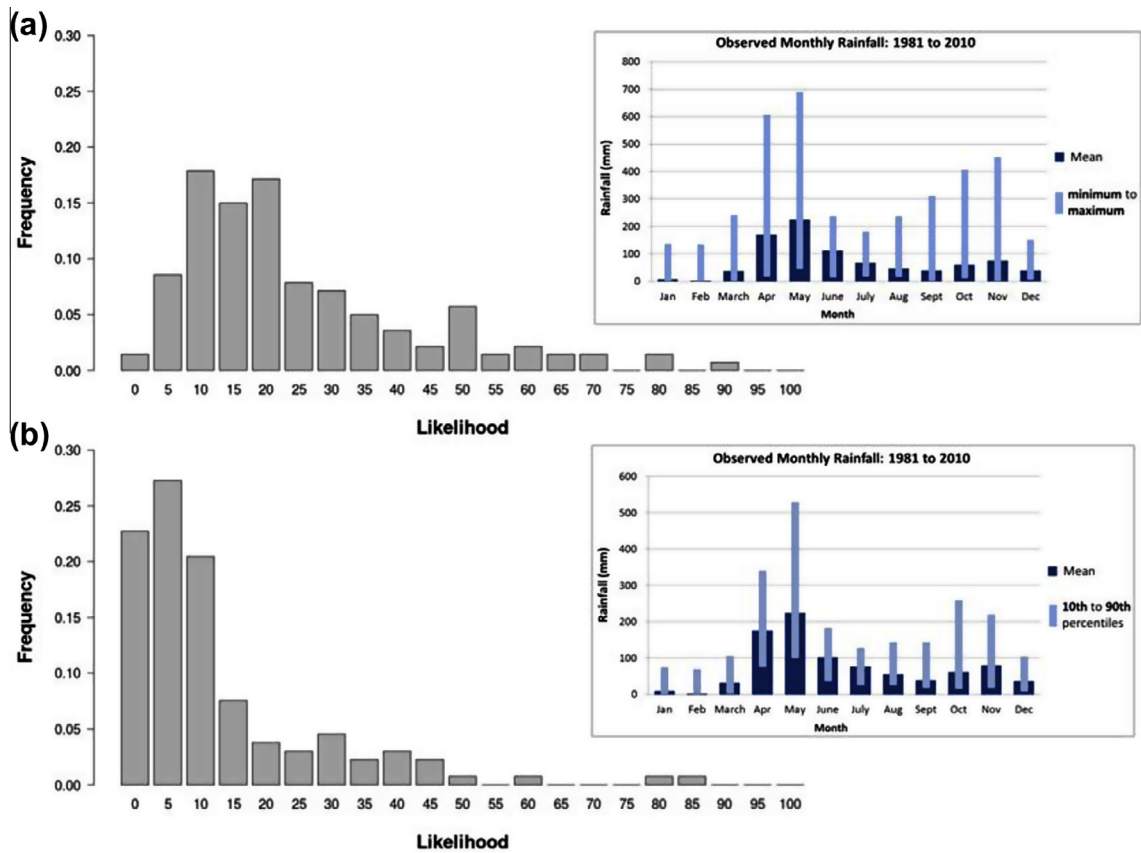 (a)
0.30
0.25
0.20
0.15
0.10
0.05
0.00
Frequency
0 5 10 15 20 25 30 35 40 45 50 55 60 65 70 75 80 85 90 95 100
Likelihood
Observed Monthly Rainfall: 1981 to 2010
800
700
600
500
400
300
200
100
0
Rainfall (mm)
Jan Feb March Apr May June July Aug Sept Oct Nov Dec
Month
Mean
minimum to
maximum
(b)
0.30
0.25
0.20
0.15
0.10
0.05
0.00
Frequency
0 5 10 15 20 25 30 35 40 45 50 55 60 65 70 75 80 85 90 95 100
Likelihood
Observed Monthly Rainfall: 1981 to 2010
600
500
400
300
200
100
0
Rainfall (mm)
Jan Feb March Apr May June July Aug Sept Oct Nov Dec
Month
Mean
10th to 90th
percentiles